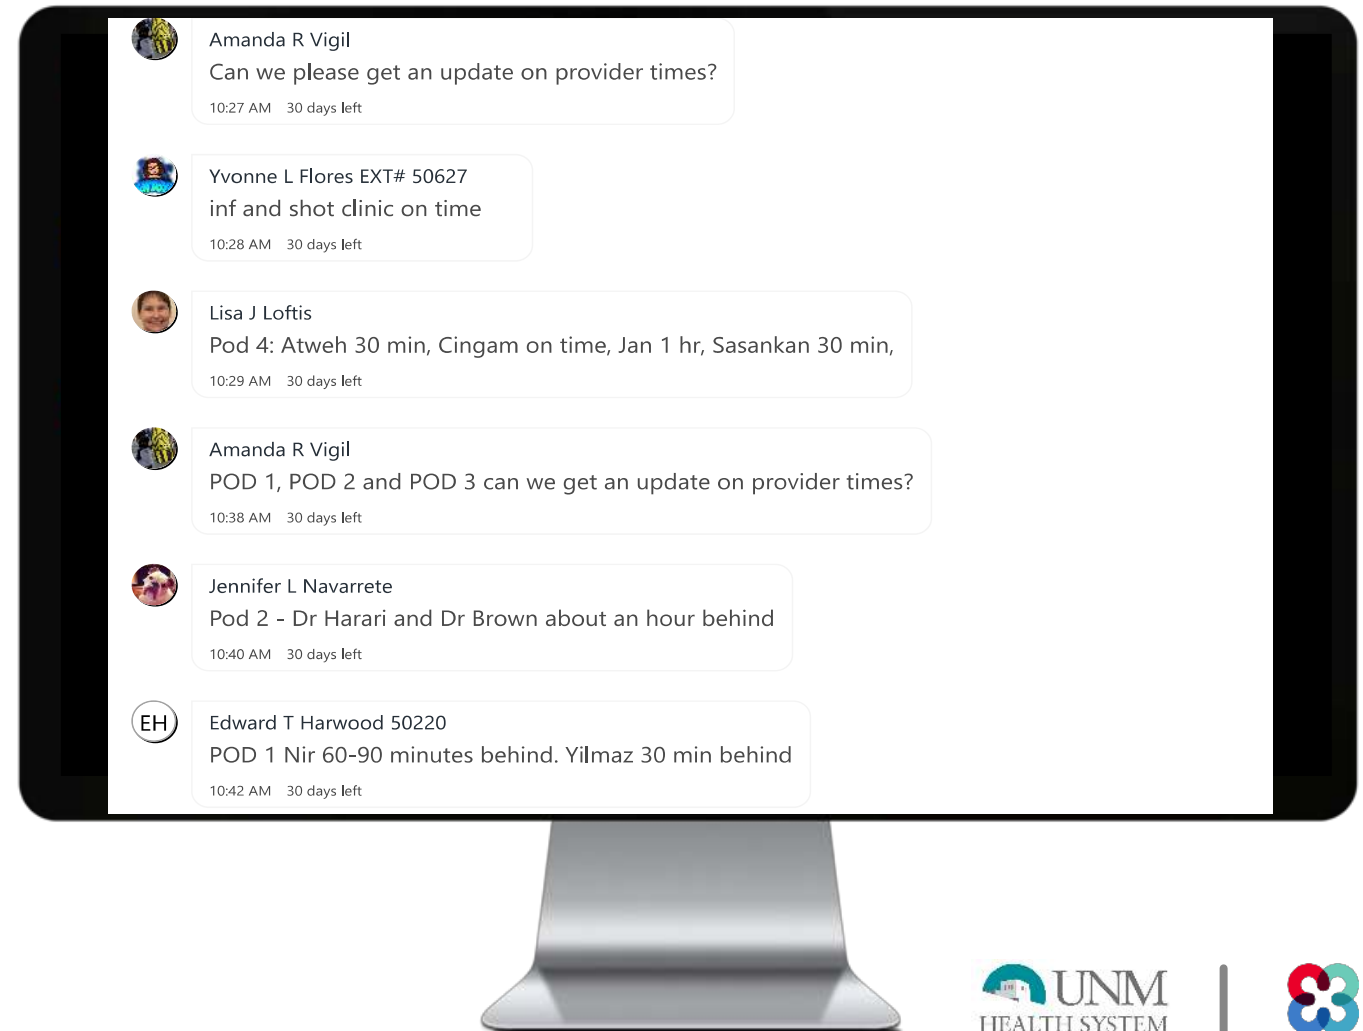 Amanda R Vigil
Can we please get an update on provider times?
10:27 AM 30 days left
Yvonne L Flores EXT# 50627
inf and shot clinic on time
10:28 AM 30 days left
Lisa J Loftis
Pod 4: Atweh 30 min, Cingam on time, Jan 1 hr, Sasankan 30 min,
10:29 AM 30 days left
Amanda R Vigil
POD 1, POD 2 and POD 3 can we get an update on provider times?
10:38 AM 30 days left
Jennifer L Navarrete
Pod 2 - Dr Harari and Dr Brown about an hour behind
10:40 AM 30 days left
EH
Edward T Harwood 50220
POD 1 Nir 60-90 minutes behind. Yilmaz 30 min behind
10:42 AM 30 days left
UNM
HEALTH SYSTEM